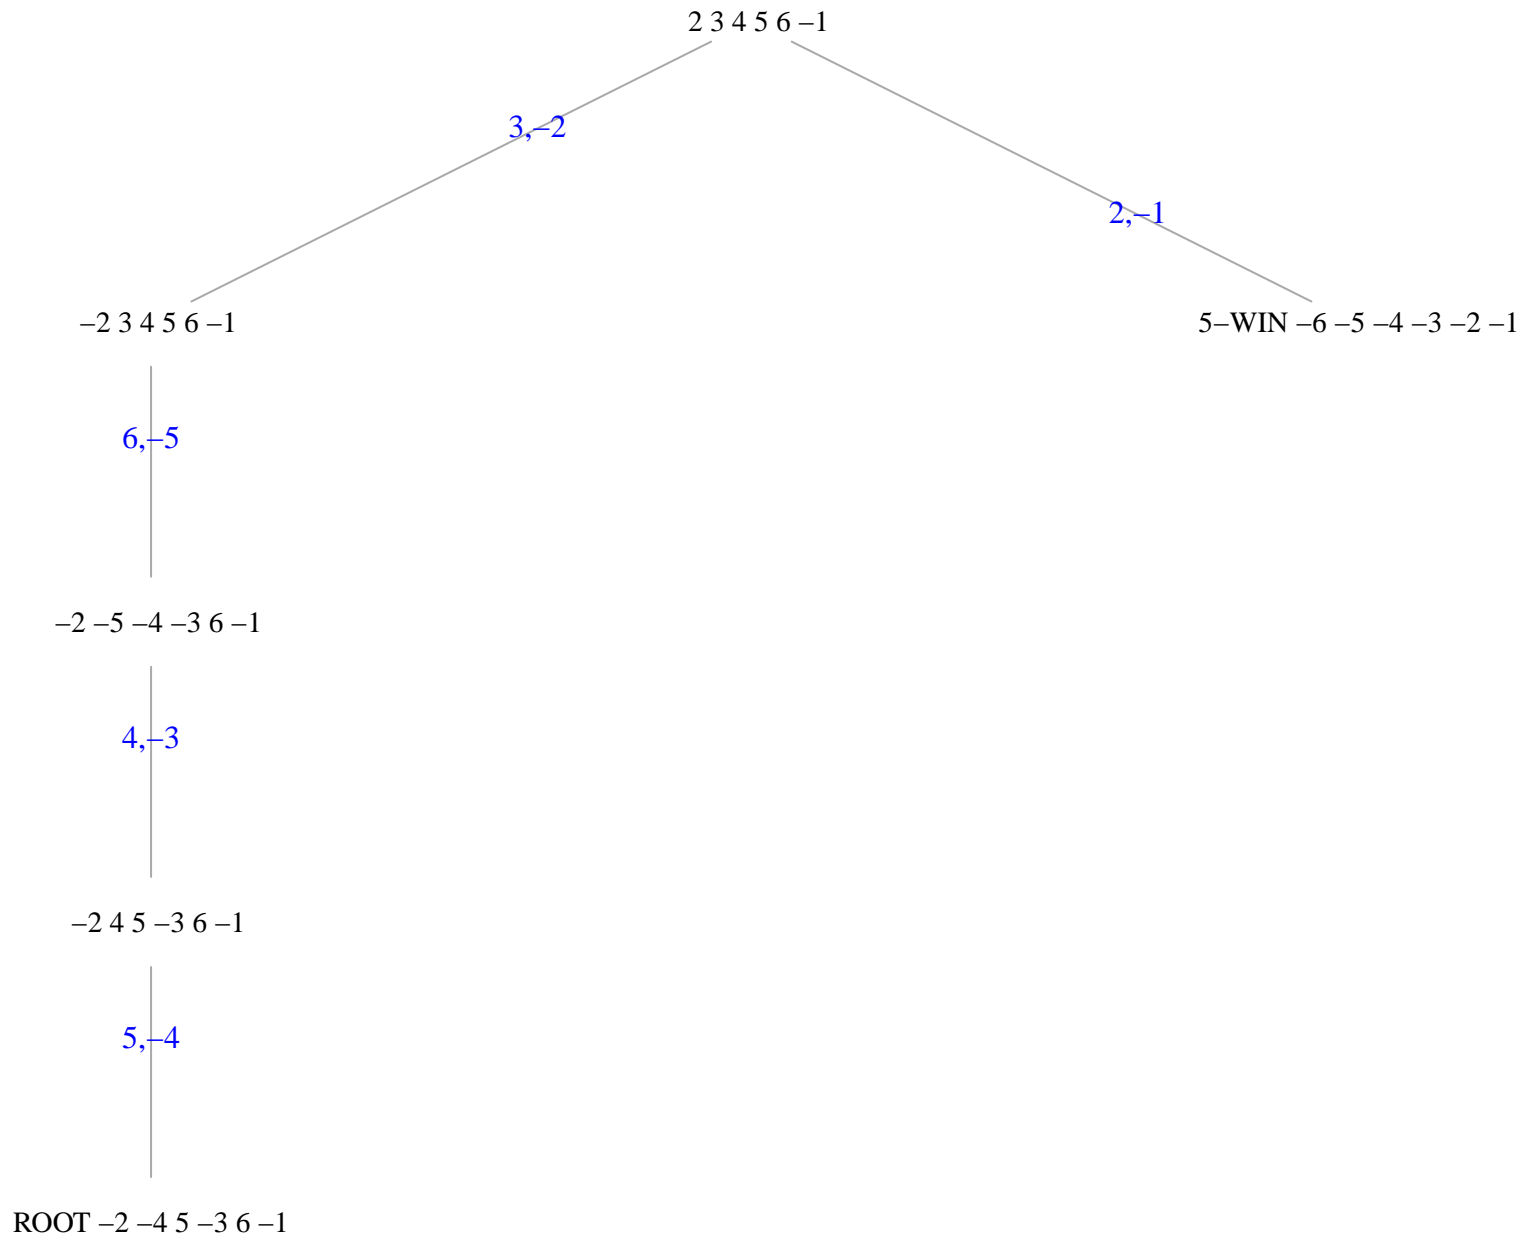 2 3 4 5 6 –1
3,–2
2,–1
–2 3 4 5 6 –1
5–WIN –6 –5 –4 –3 –2 –1
6,–5
–2 –5 –4 –3 6 –1
4,–3
–2 4 5 –3 6 –1
5,–4
ROOT –2 –4 5 –3 6 –1